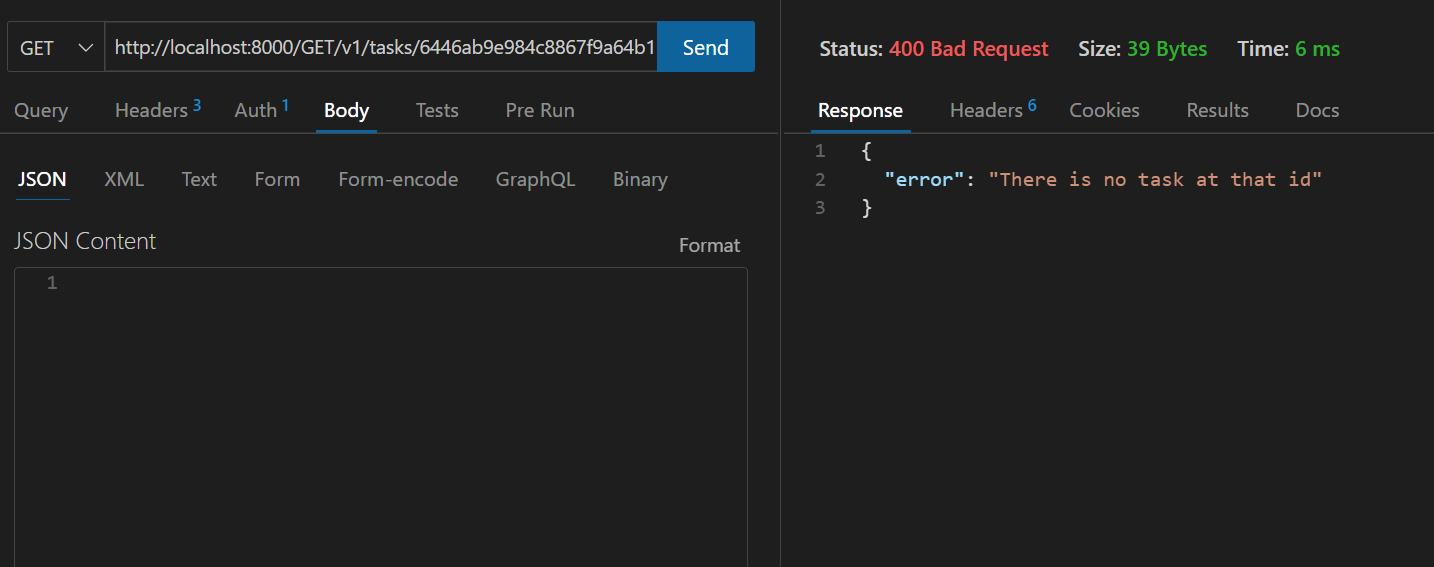 GET http://localhost:8000/GET/v1/tasks/6446ab9e984c8867f9a64b1 Send
Query Headers 3 Auth 1 Body Tests Pre Run
JSON XML Text Form Form-encode GraphQL Binary
JSON Content Format
1
Status: 400 Bad Request Size: 39 Bytes Time: 6 ms
Response Headers 6 Cookies Results Docs
1 {
2 "error": "There is no task at that id"
3 }